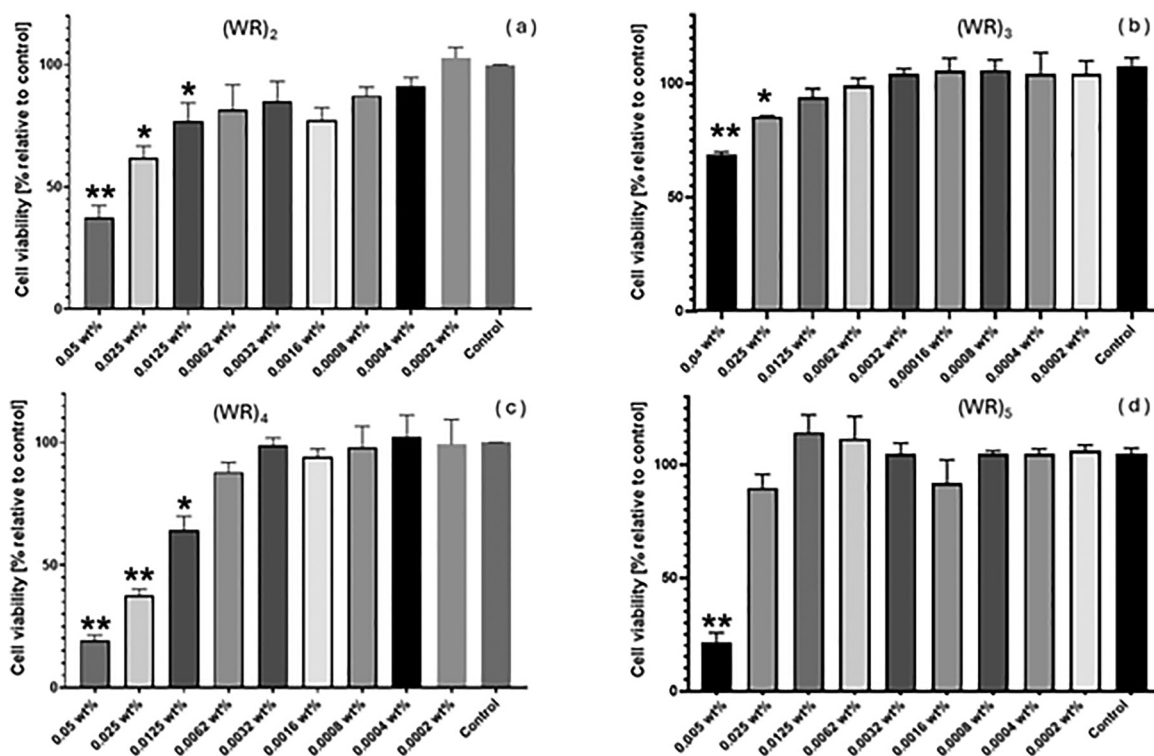 (WR)2 (a)
Cell viability [% relative to control]
100
50
0
** * *
0.05 wt%
0.025 wt%
0.0125 wt%
0.0062 wt%
0.0032 wt%
0.0016 wt%
0.0008 wt%
0.0004 wt%
0.0002 wt%
Control
(WR)3 (b)
Cell viability [% relative to control]
100
50
0
** *
wt%
0.025 wt%
0.0125 wt%
0.0062 wt%
0.0032 wt%
0.00016 wt%
0.0008 wt%
0.0004 wt%
0.0002 wt%
Control
(WR)4 (c)
Cell viability [% relative to control]
100
50
0
** ** *
0.05 wt%
0.025 wt%
0.0125 wt%
0.0062 wt%
0.0032 wt%
0.0016 wt%
0.0008 wt%
0.0004 wt%
0.0002 wt%
Control
(WR)5 (d)
Cell viability [% relative to control]
100
50
0
**
0.005 wt%
0.025 wt%
0.0125 wt%
0.0062 wt%
0.0032 wt%
0.0016 wt%
0.0008 wt%
0.0004 wt%
0.0002 wt%
Control